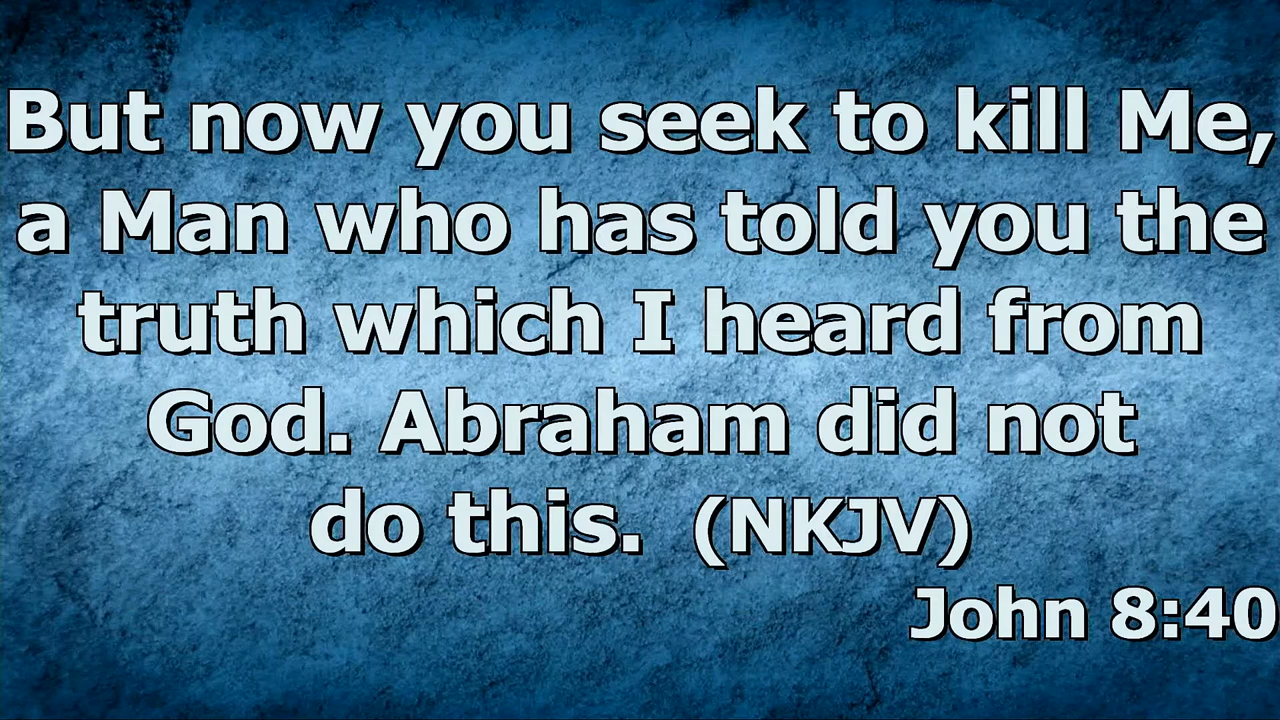 But now you seek to kill Me,
a Man who has told you the
truth which I heard from
God. Abraham did not
do this.  (NKJV)
John 8:40